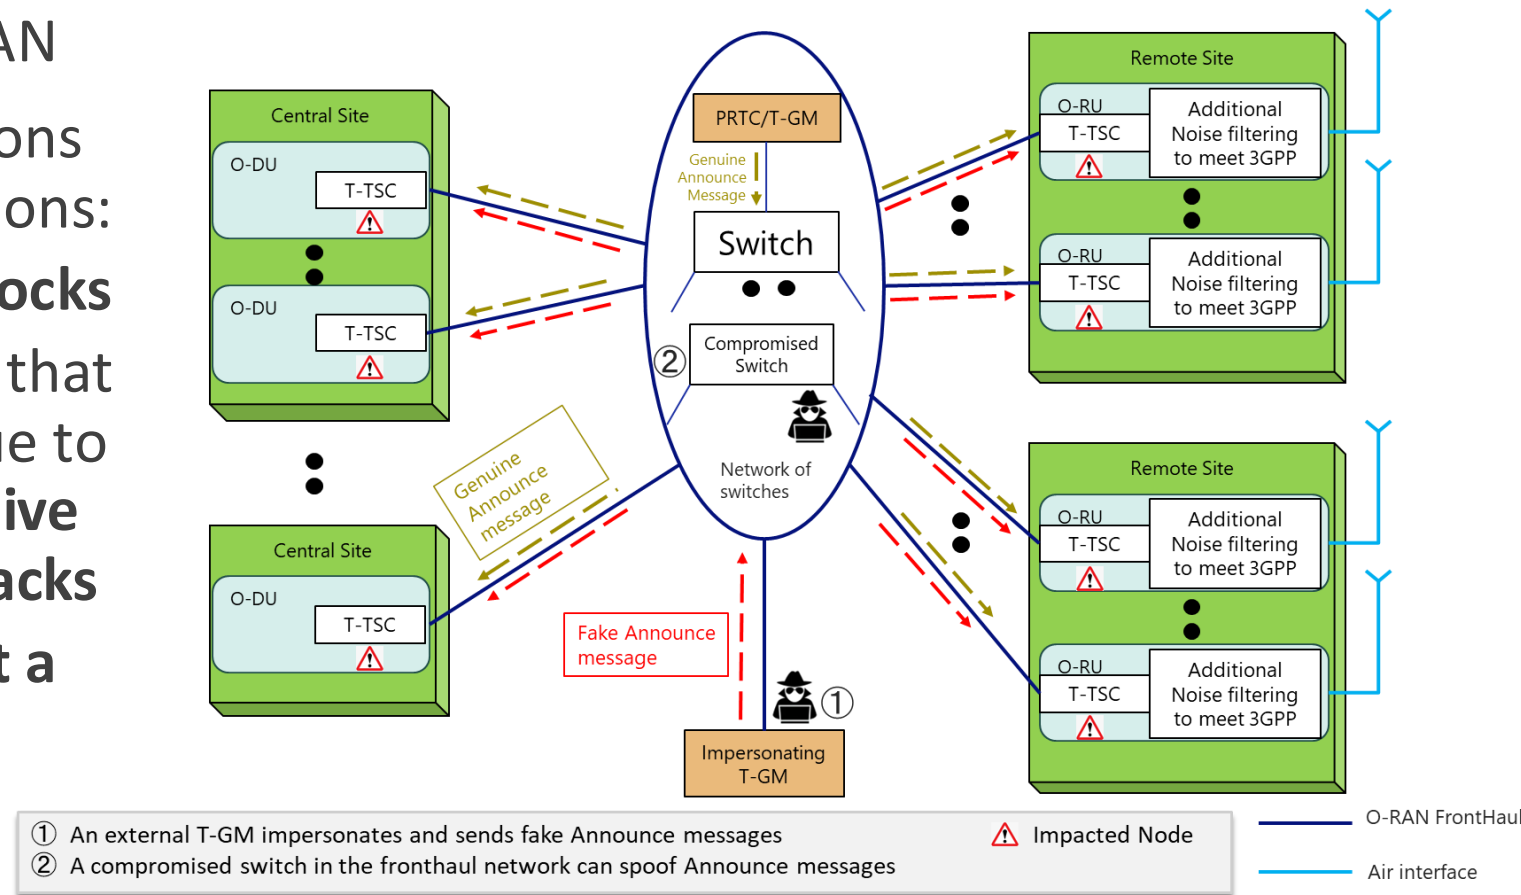 AN
ons
ons:
ocks
that
ue to
ive
acks
t a
Central Site
O-DU
T-TSC
O-DU
T-TSC
Central Site
O-DU
T-TSC
PRTC/T-GM
Genuine
Announce
Message
Switch
②
Compromised
Switch
Network of
switches
Genuine
Announce
message
Fake Announce
message
①
Impersonating
T-GM
Remote Site
O-RU
T-TSC
Additional
Noise filtering
to meet 3GPP
O-RU
T-TSC
Additional
Noise filtering
to meet 3GPP
Remote Site
O-RU
T-TSC
Additional
Noise filtering
to meet 3GPP
O-RU
T-TSC
Additional
Noise filtering
to meet 3GPP
① An external T-GM impersonates and sends fake Announce messages
② A compromised switch in the fronthaul network can spoof Announce messages
Impacted Node
O-RAN FrontHaul
Air interface